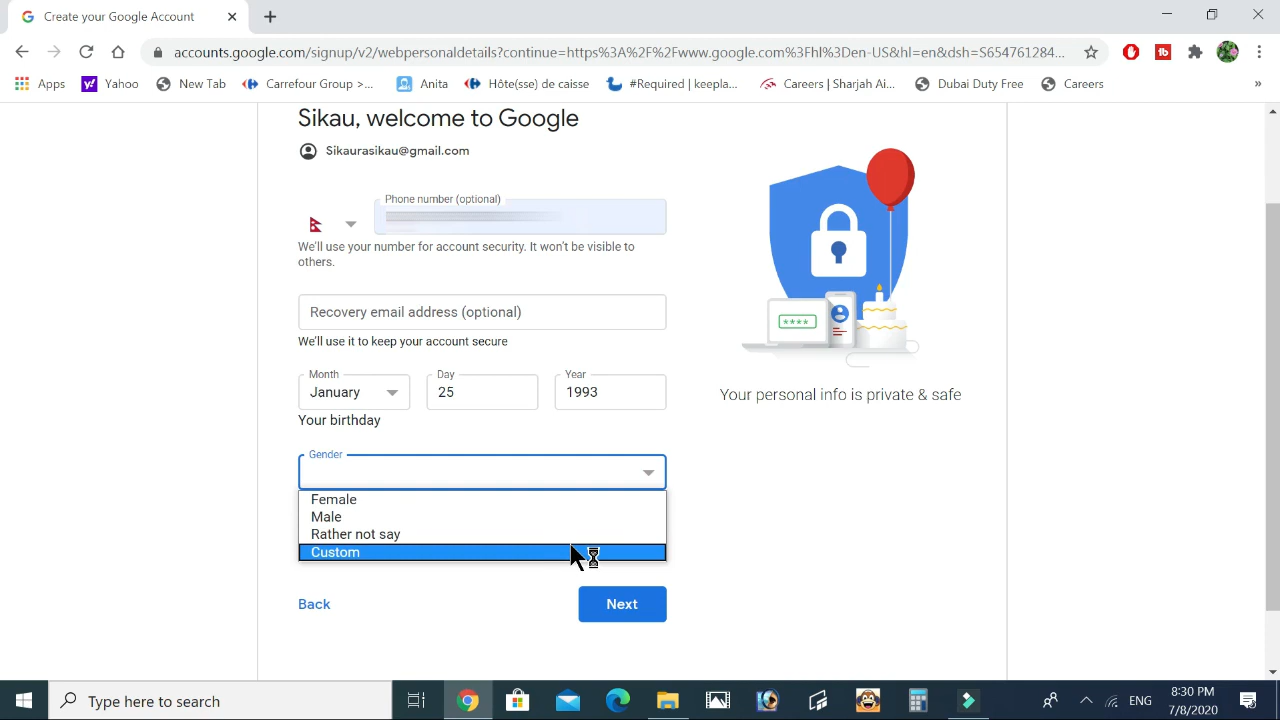 Create your Google Account
accounts.google.com/signup/v2/webpersonaldetails?continue=https%3A%2F%2Fwww.google.com%3Fhl%3Den-US&hl=en&dsh=S654761284...
Apps Yahoo New Tab Carrefour Group >... Anita Hôte(sse) de caisse #Required | keepla... Careers | Sharjah Ai... Dubai Duty Free Careers »
Sikau, welcome to Google
Sikaurasikau@gmail.com
Phone number (optional)
We'll use your number for account security. It won't be visible to
others.
Recovery email address (optional)
We'll use it to keep your account secure
Month Day Year
January 25 1993
Your birthday
Your personal info is private & safe
Gender
Female
Male
Rather not say
Custom
Back Next
Type here to search
ENG
8:30 PM
7/8/2020